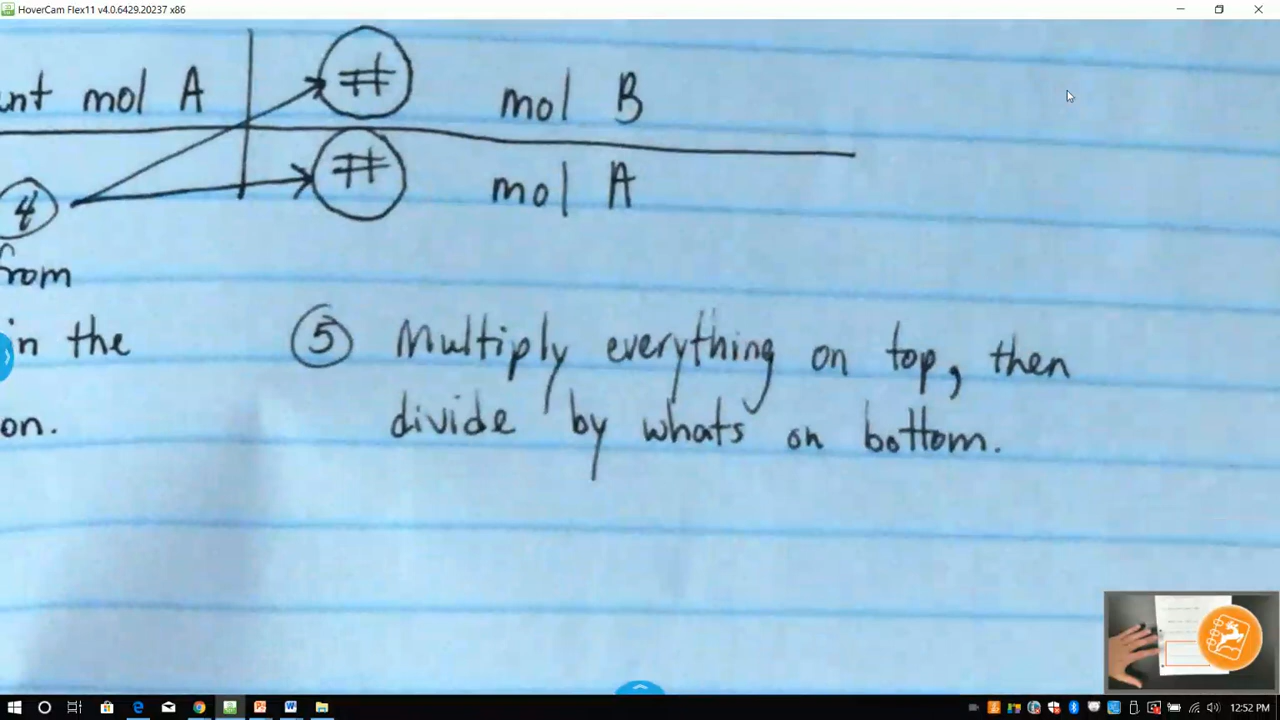 HoverCam Flex11 v4.0.6429.20237 x86
nt mol A # mol B
# mol A
4
from
in the
on.
5 Multiply everything on top, then
divide by whats on bottom.
12:52 PM